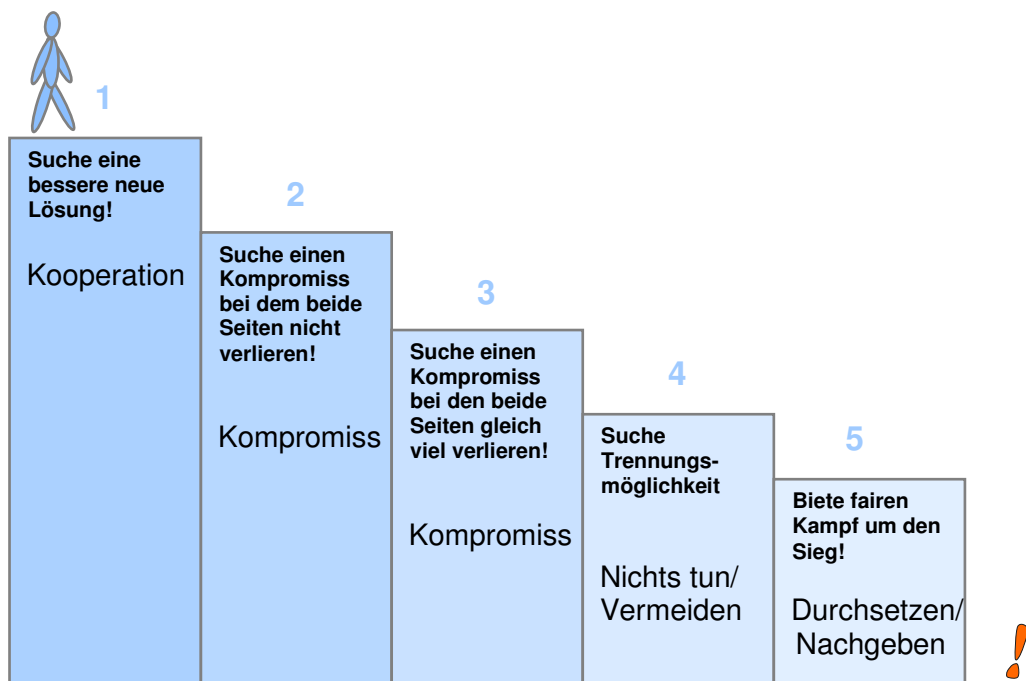 1
Suche eine
bessere neue
Lösung!
Kooperation
2
Suche einen
Kompromiss
bei dem beide
Seiten nicht
verlieren!
Kompromiss
3
Suche einen
Kompromiss
bei den beide
Seiten gleich
viel verlieren!
Kompromiss
4
Suche
Trennungs-
möglichkeit
Nichts tun/
Vermeiden
5
Biete fairen
Kampf um den
Sieg!
Durchsetzen/
Nachgeben
!